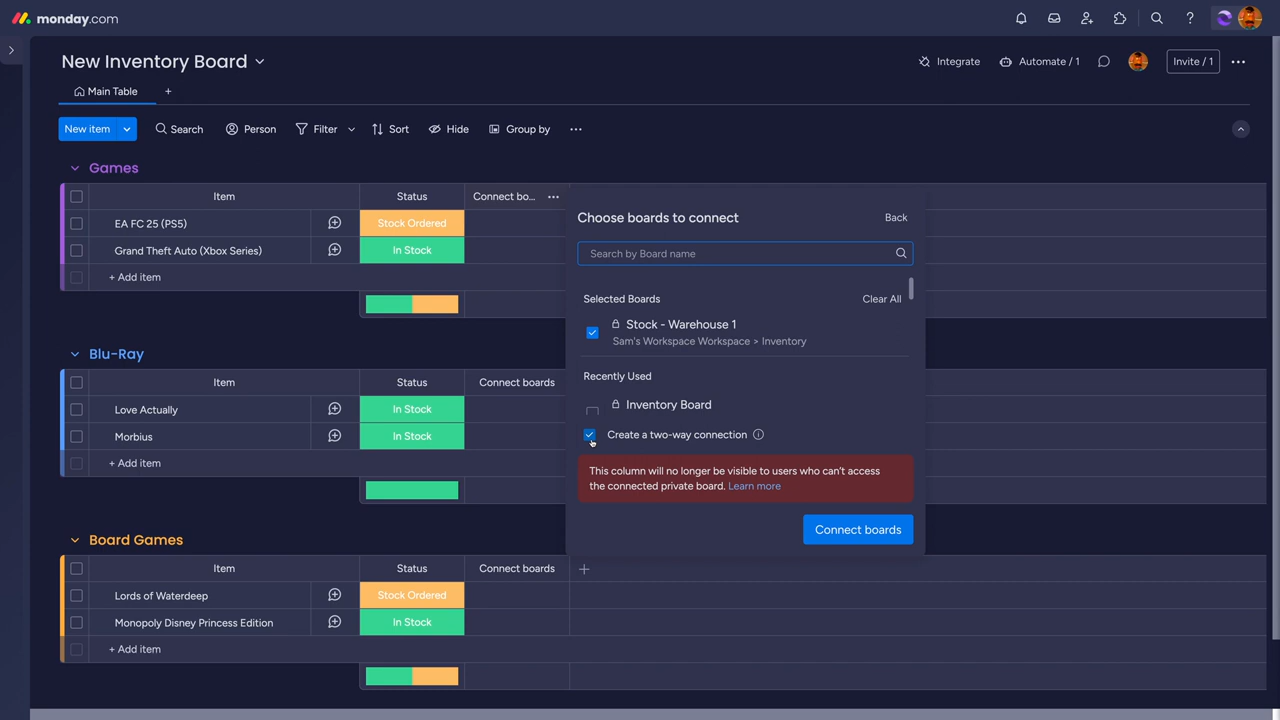 monday.com
New Inventory Board
Integrate
Automate / 1
Invite / 1
Main Table
New item
Search
Person
Filter
Sort
Hide
Group by
Games
Item
Status
Connect bo...
EA FC 25 (PS5)
Stock Ordered
Grand Theft Auto (Xbox Series)
In Stock
+ Add item
Choose boards to connect
Back
Search by Board name
Selected Boards
Clear All
Stock - Warehouse 1
Sam's Workspace Workspace > Inventory
Recently Used
Inventory Board
Create a two-way connection
This column will no longer be visible to users who can't access
the connected private board. Learn more
Connect boards
Blu-Ray
Item
Status
Connect boards
Love Actually
In Stock
Morbius
In Stock
+ Add item
Board Games
Item
Status
Connect boards
Lords of Waterdeep
Stock Ordered
Monopoly Disney Princess Edition
In Stock
+ Add item